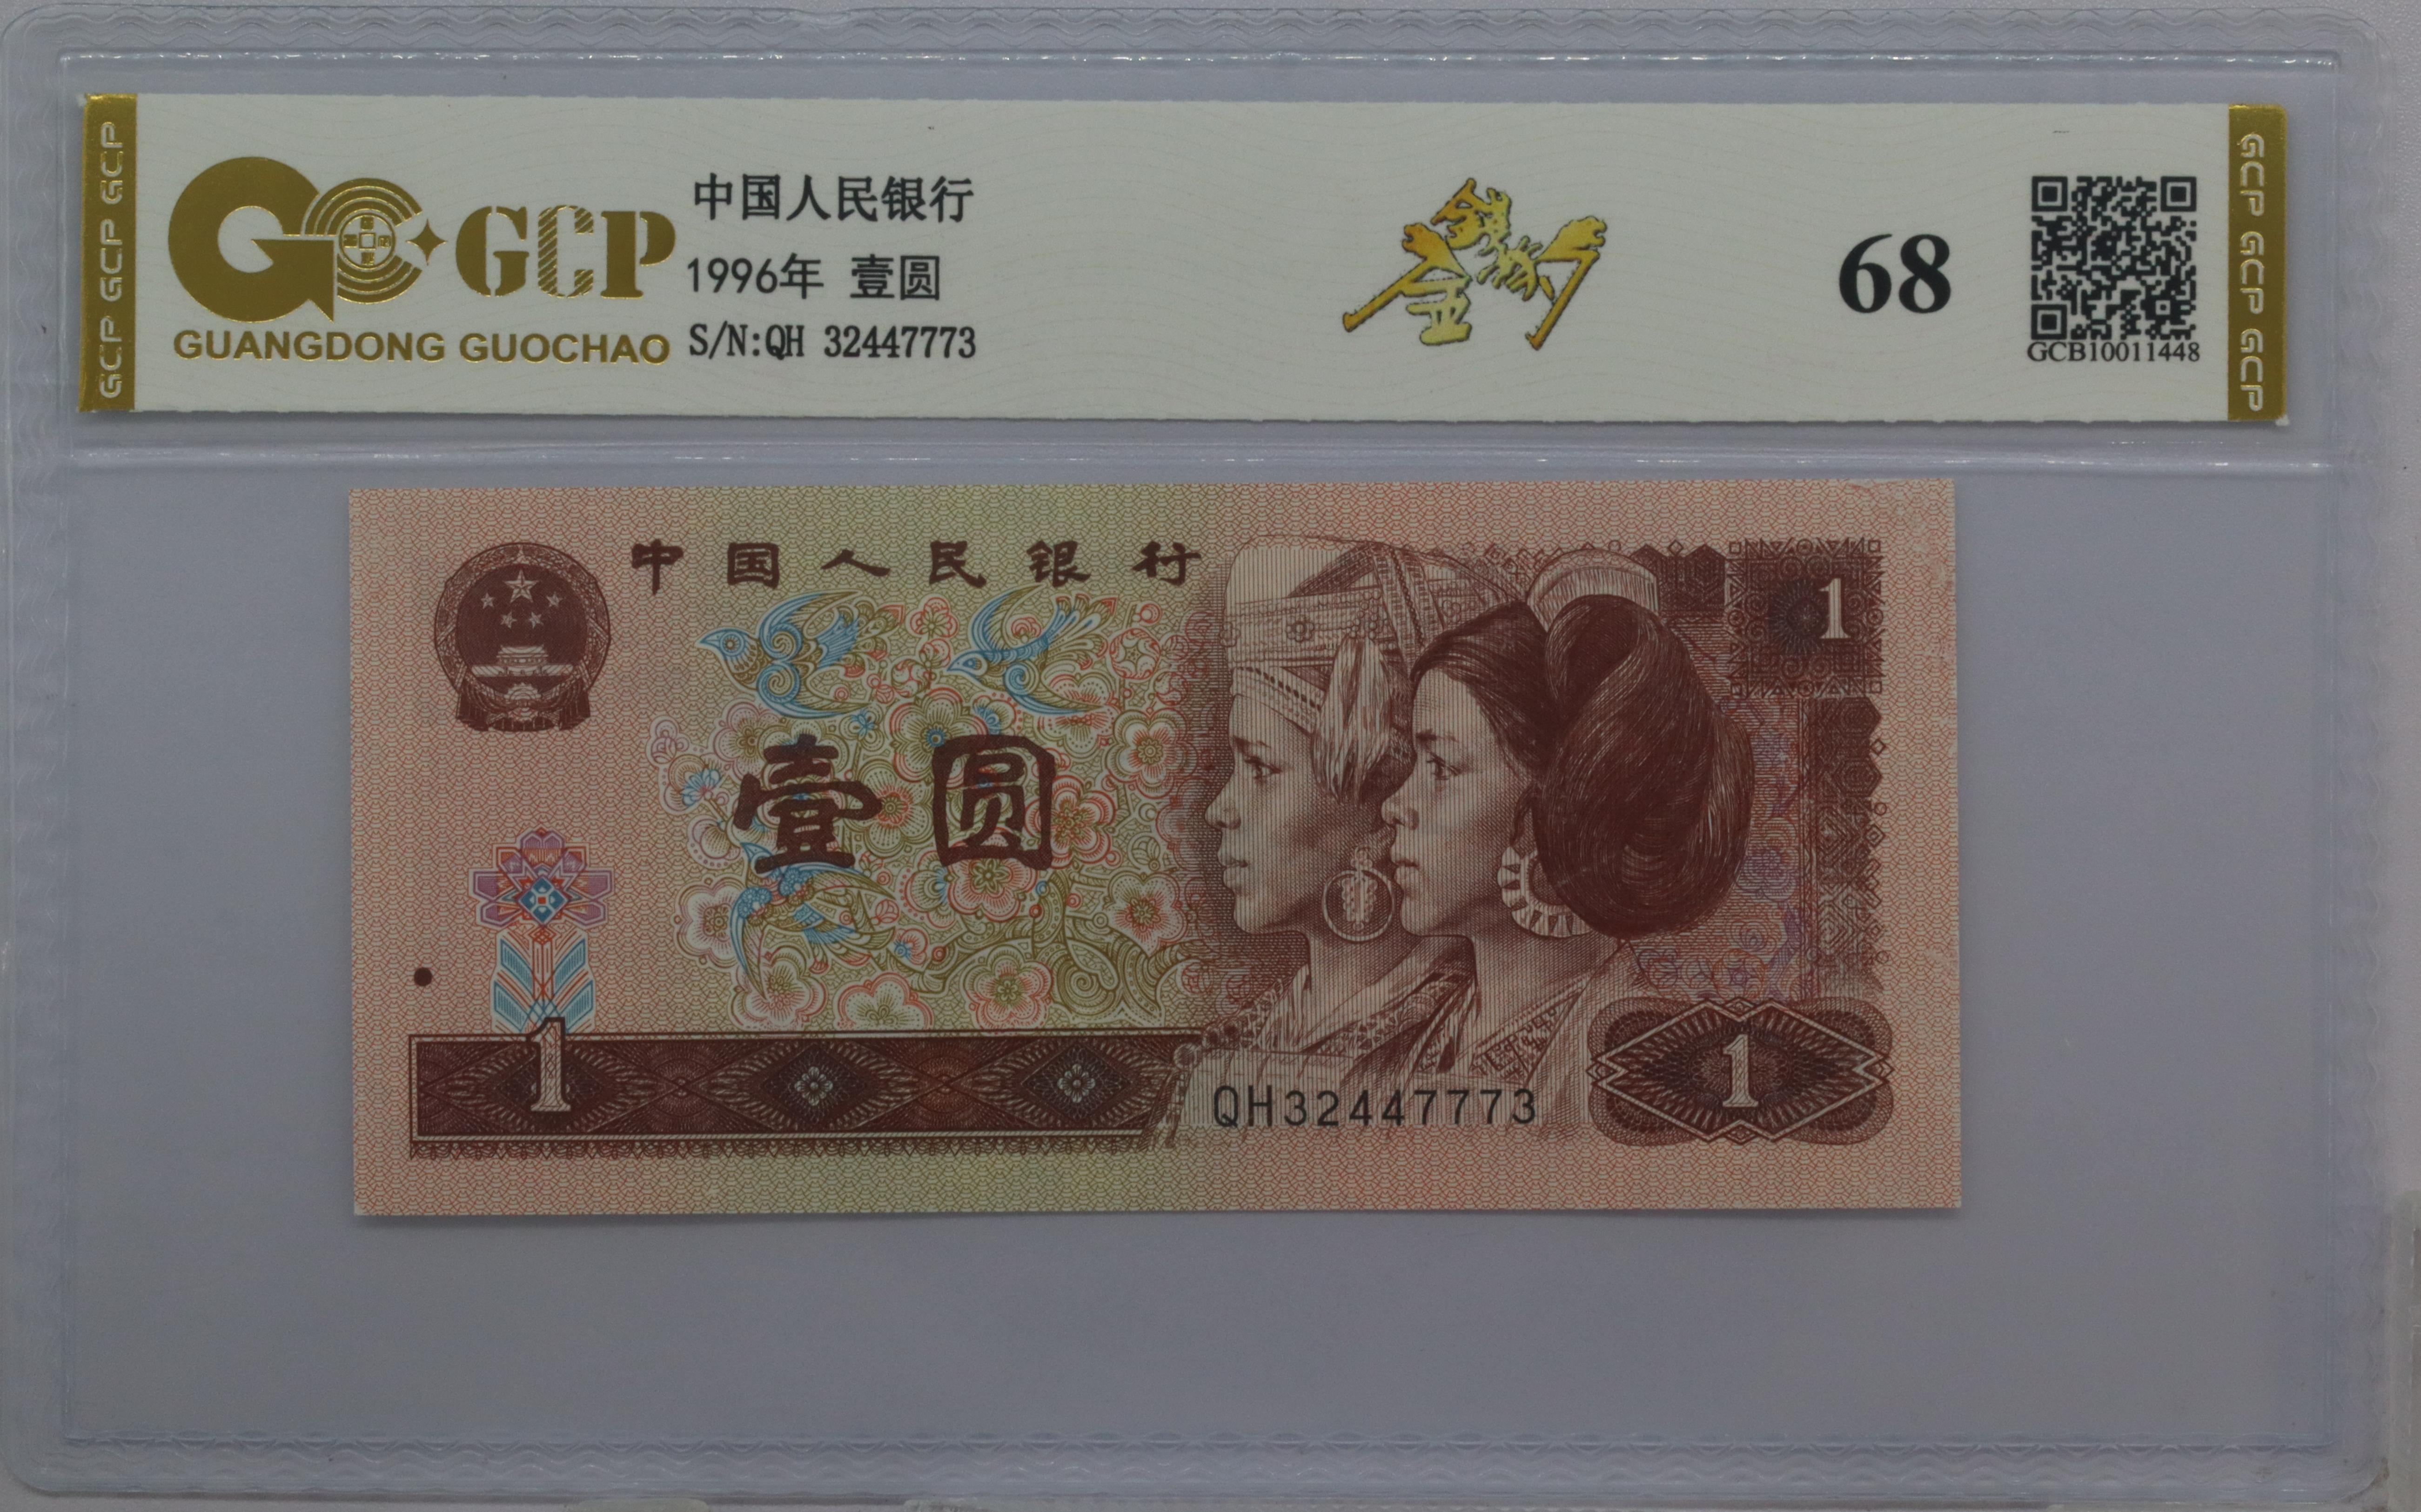 GCP GCP GCP
GCP
GUANGDONG GUOCHAO
中国人民银行
1996年 壹圆
S/N:QH 32447773
68
GCB10011448
GCP GCP GCP
中国人民银行
1
壹圆
1
1
QH32447773